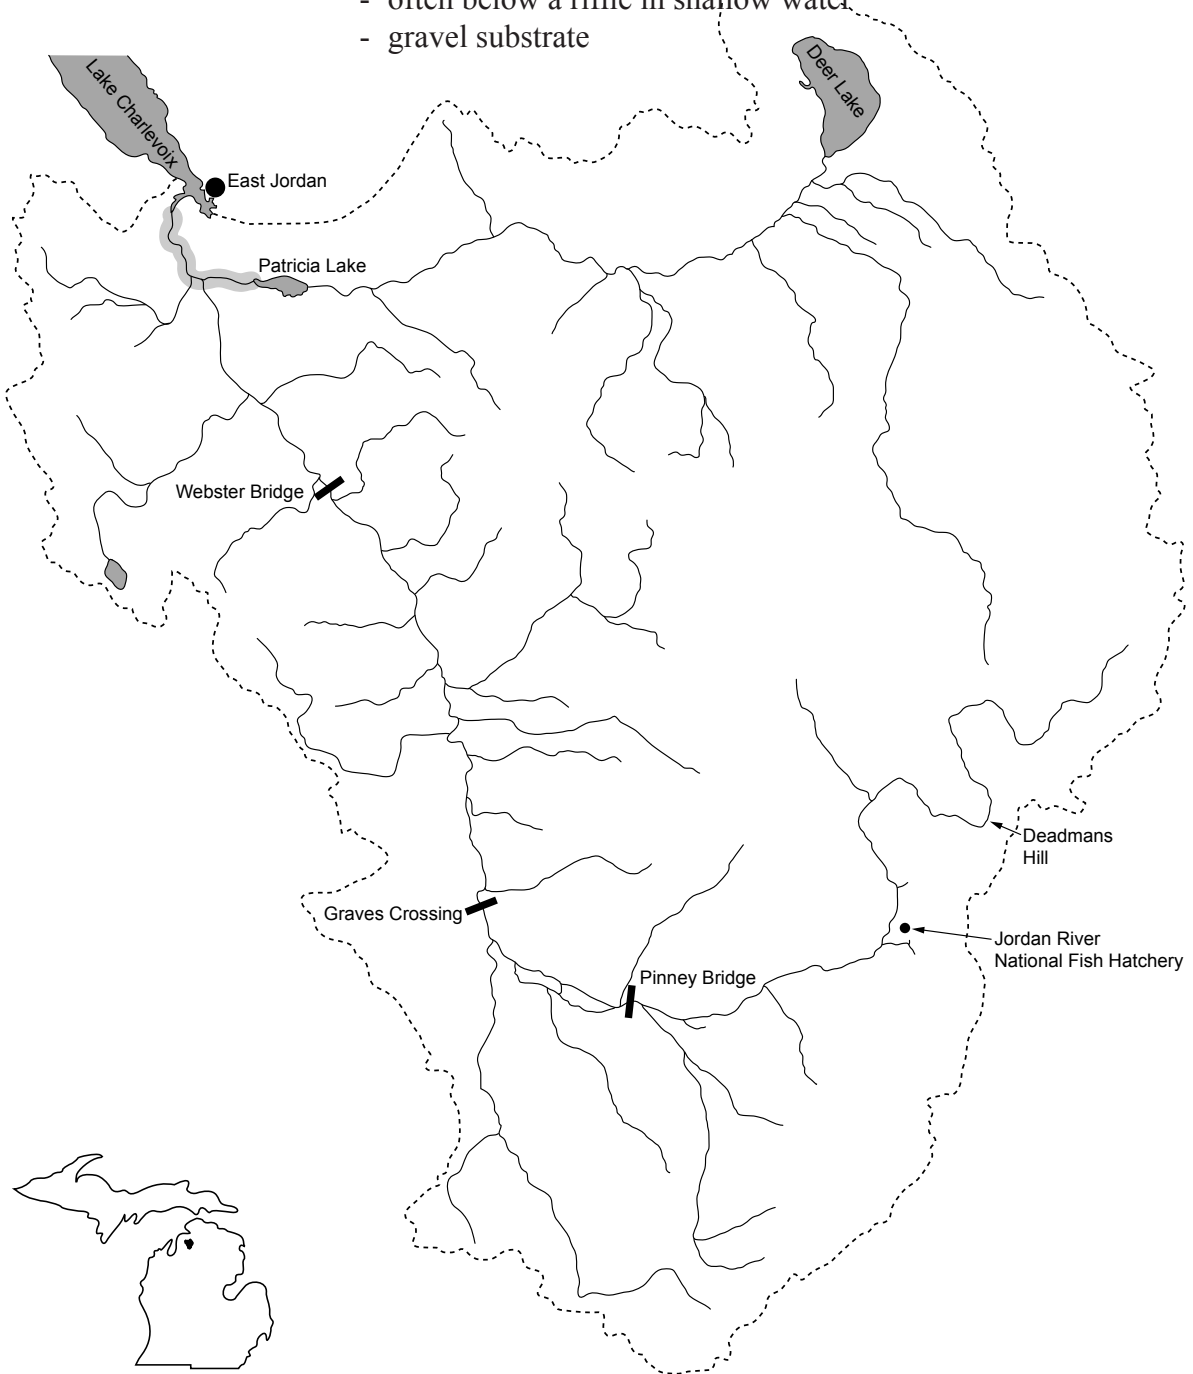 - often below a riffle in shallow water
- gravel substrate
Deer Lake
Lake Charlevoix
East Jordan
Patricia Lake
Webster Bridge
Deadmans
Hill
Graves Crossing
Jordan River
National Fish Hatchery
Pinney Bridge